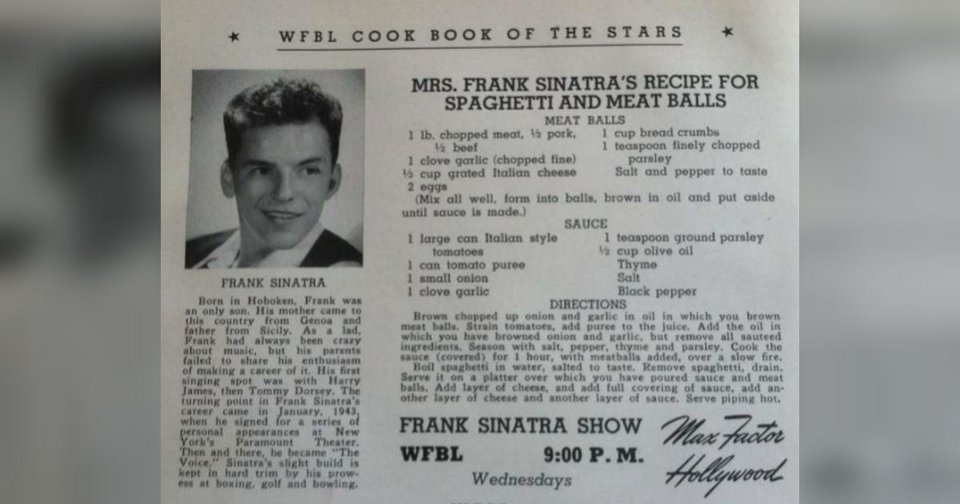 ★ WFBL COOK BOOK OF THE STARS ★
FRANK SINATRA
Born in Hoboken, Frank was
an only son. His mother came to
this country from Genoa and
father from Sicily. As a lad,
Frank had always been crazy
about music, but his parents
failed to share his enthusiasm
of making a career of it. His first
singing spot was with Harry
James, then Tommy Dorsey. The
turning point in Frank Sinatra's
career came in January, 1943,
when he signed for a series of
personal appearances at New
York's Paramount Theater.
Then and there, he became "The
Voice." Sinatra's slight build is
kept in hard trim by his prow-
ess at boxing, golf and bowling.
MRS. FRANK SINATRA'S RECIPE FOR
SPAGHETTI AND MEAT BALLS
MEAT BALLS
1 lb. chopped meat, ½ pork,
½ beef
1 clove garlic (chopped fine)
½ cup grated Italian cheese
2 eggs
1 cup bread crumbs
1 teaspoon finely chopped
parsley
Salt and pepper to taste
(Mix all well, form into balls, brown in oil and put aside
until sauce is made.)
SAUCE
1 large can Italian style
tomatoes
1 can tomato puree
1 small onion
1 clove garlic
1 teaspoon ground parsley
½ cup olive oil
Thyme
Salt
Black pepper
DIRECTIONS
Brown chopped up onion and garlic in oil in which you brown
meat balls. Strain tomatoes, add puree to the juice. Add the oil in
which you have browned onion and garlic, but remove all sauteed
ingredients. Season with salt, pepper, thyme and parsley. Cook the
sauce (covered) for 1 hour, with meatballs added, over a slow fire.
Boil spaghetti in water, salted to taste. Remove spaghetti, drain.
Serve it on a platter over which you have poured sauce and meat
balls. Add layer of cheese, and add full covering of sauce, add an-
other layer of cheese and another layer of sauce. Serve piping hot.
FRANK SINATRA SHOW
WFBL 9:00 P. M.
Wednesdays
Max Factor
Hollywood